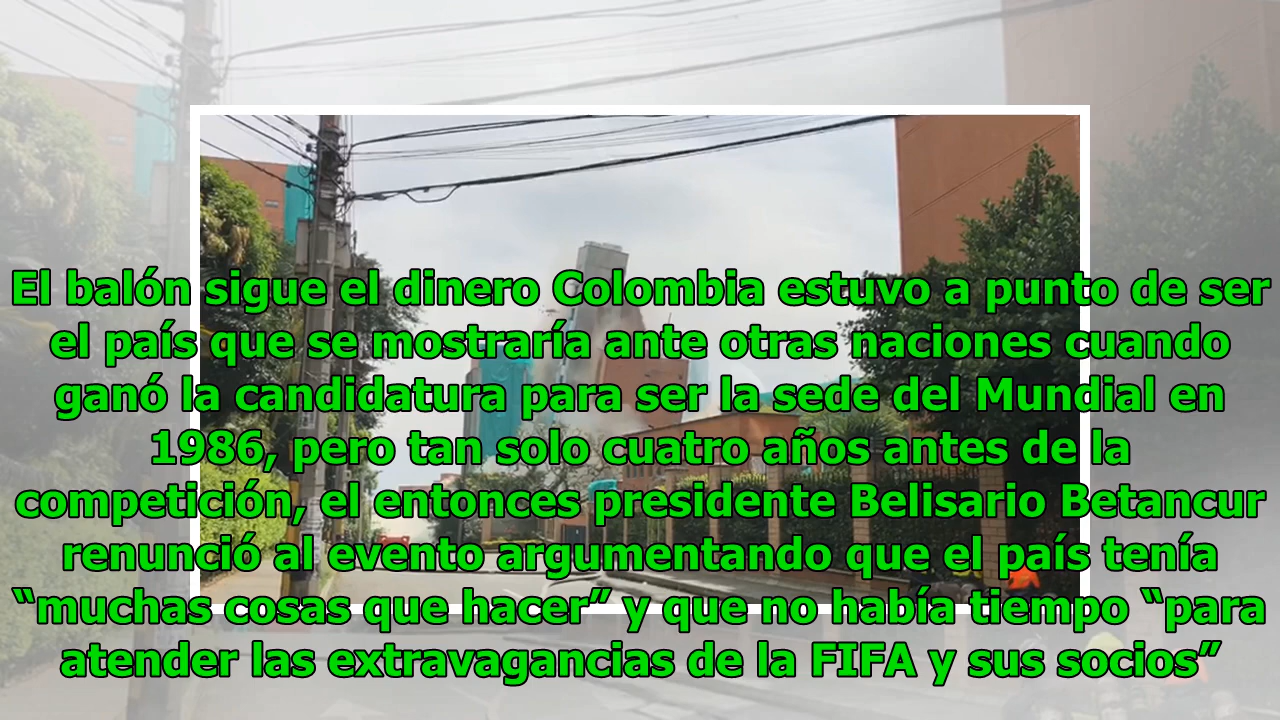 El balón sigue el dinero Colombia estuvo a punto de ser
el país que se mostraría ante otras naciones cuando
ganó la candidatura para ser la sede del Mundial en
1986, pero tan solo cuatro años antes de la
competición, el entonces presidente Belisario Betancur
renunció al evento argumentando que el país tenía
“muchas cosas que hacer” y que no había tiempo “para
atender las extravagancias de la FIFA y sus socios”